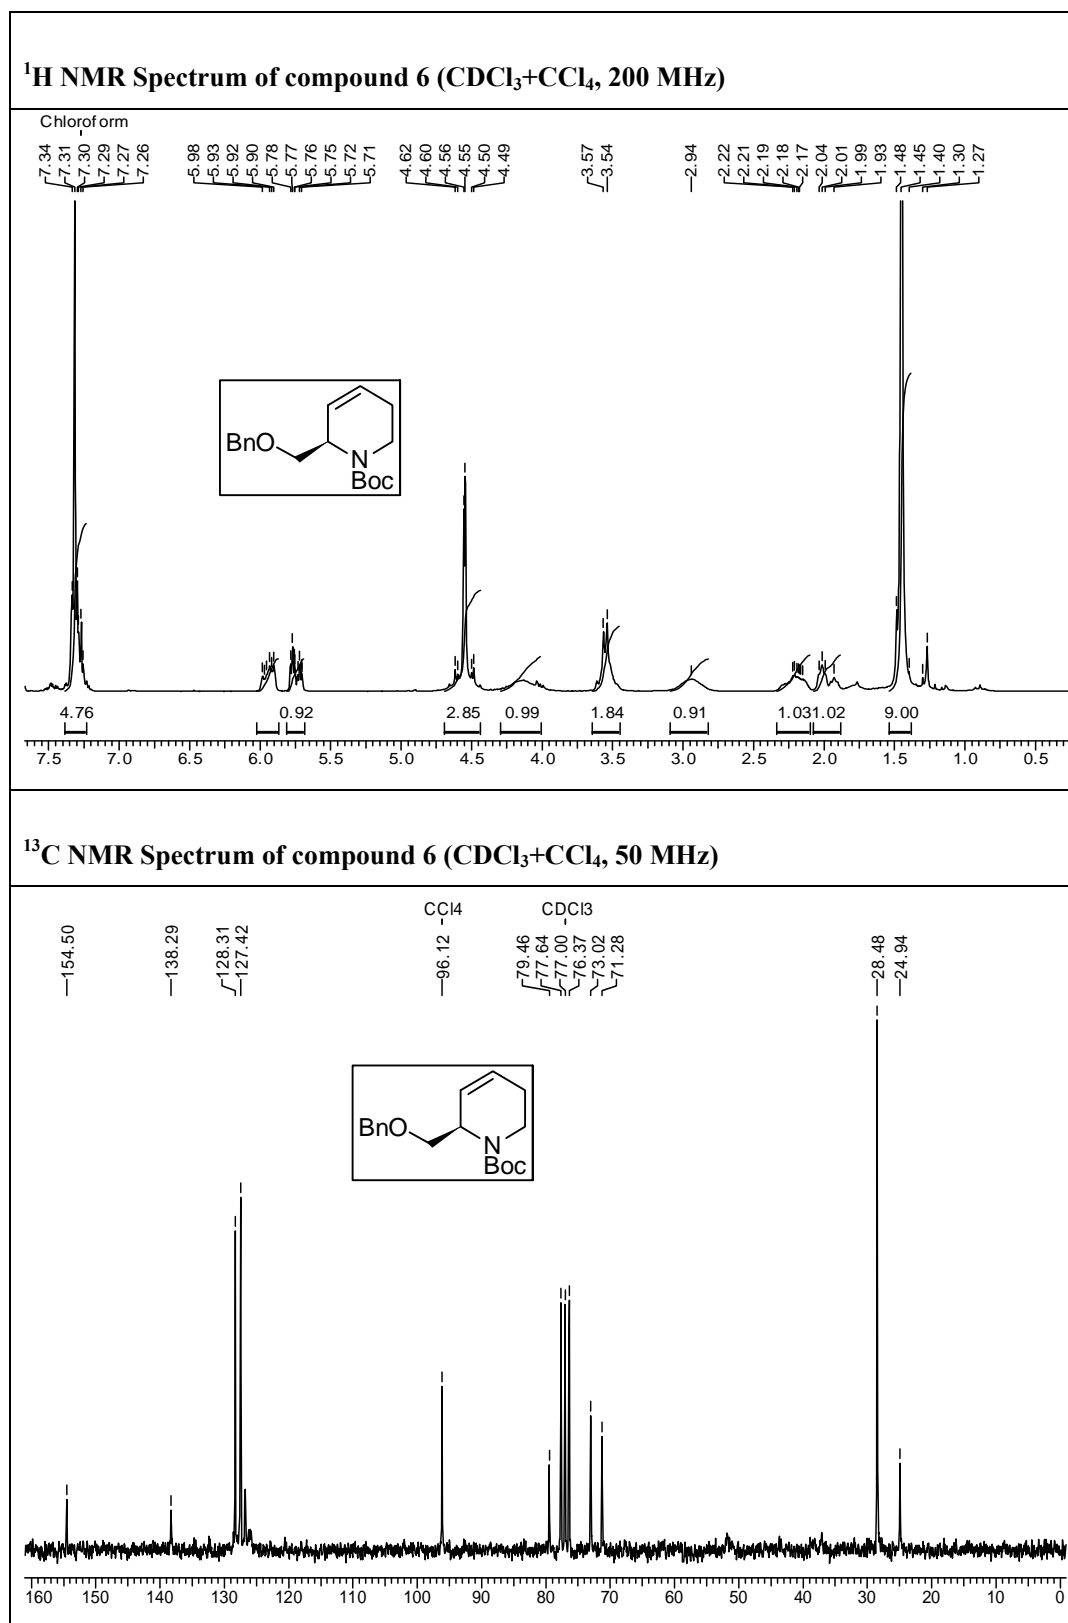 ¹H NMR Spectrum of compound 6 (CDCl₃+CCl₄, 200 MHz)
Chloroform
7.34 7.31 7.30 7.29 7.27 7.26 5.98 5.93 5.92 5.90 5.78 5.77 5.76 5.75 5.72 5.71 4.62 4.60 4.56 4.55 4.50 4.49 3.57 3.54 2.94 2.22 2.21 2.19 2.18 2.17 2.04 2.01 1.99 1.93 1.48 1.45 1.40 1.30 1.27
BnO
N
Boc
4.76 0.92 2.85 0.99 1.84 0.91 1.03 1.02 9.00
7.5 7.0 6.5 6.0 5.5 5.0 4.5 4.0 3.5 3.0 2.5 2.0 1.5 1.0 0.5
¹³C NMR Spectrum of compound 6 (CDCl₃+CCl₄, 50 MHz)
CCl4 CDCl3
154.50 138.29 128.31 127.42 96.12 79.46 77.64 77.00 76.37 73.02 71.28 28.48 24.94
BnO
N
Boc
160 150 140 130 120 110 100 90 80 70 60 50 40 30 20 10 0